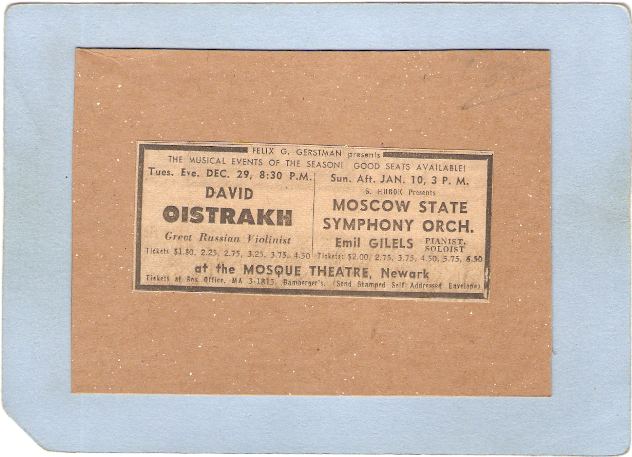 FELIX G. GERSTMAN presents
THE MUSICAL EVENTS OF THE SEASON! GOOD SEATS AVAILABLE!
Tues. Eve. DEC. 29, 8:30 P.M.
DAVID
OISTRAKH
Great Russian Violinist
Tickets $1.80, 2.25, 2.75, 3.25, 3.75, 4.50
Sun. Aft. JAN. 10, 3 P. M.
S. HUROK Presents
MOSCOW STATE
SYMPHONY ORCH.
Emil GILELS PIANIST, SOLOIST
Tickets: $2.00, 2.75, 3.75, 4.50, 5.75, 6.50
at the MOSQUE THEATRE, Newark
Tickets at Box Office, MA 3-1815, Bamberger's. (Send Stamped Self Addressed Envelope)